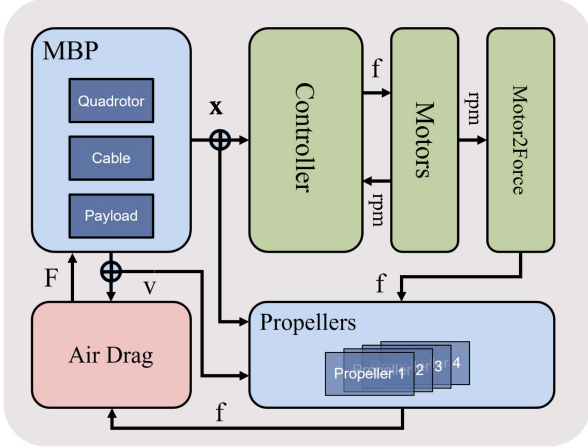 MBP
Quadrotor
Cable
Payload
x
Controller
f
rpm
Motors
rpm
Motor2Force
F
v
f
Air Drag
Propellers
Propeller 1
2
3
4
f